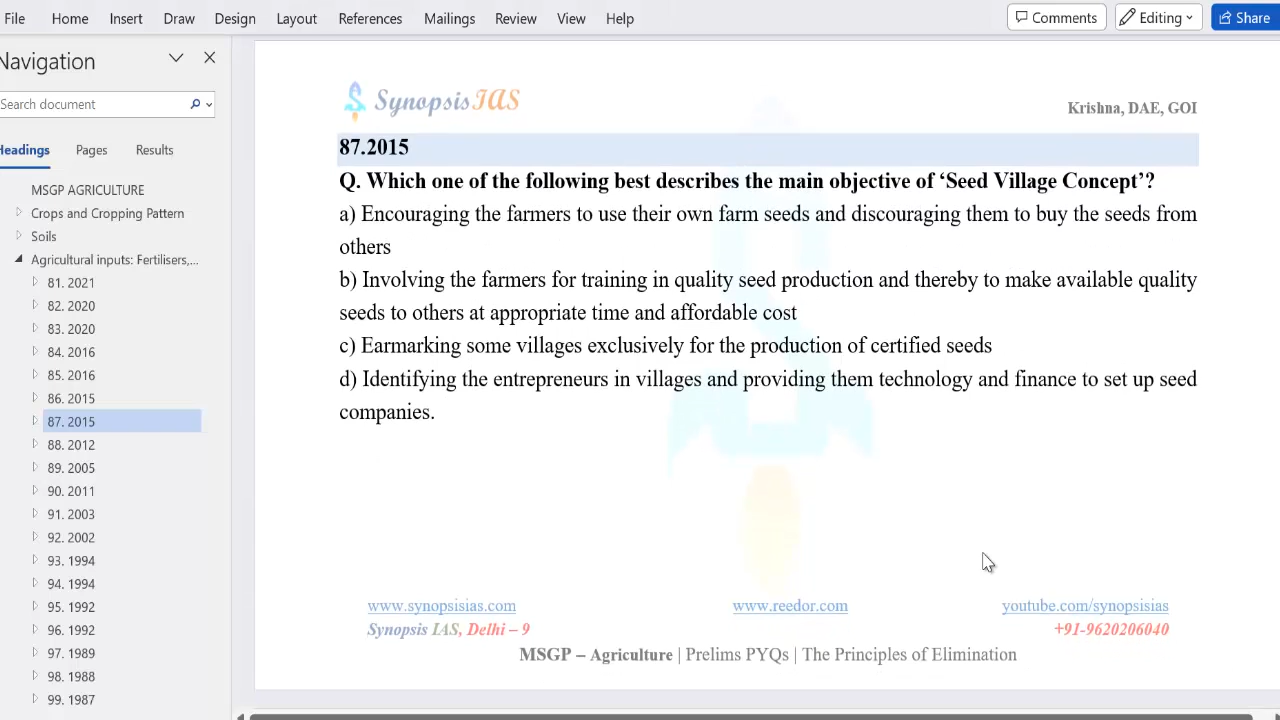 File Home Insert Draw Design Layout References Mailings Review View Help Comments Editing Share
Navigation
Search document
Headings Pages Results
MSGP AGRICULTURE
Crops and Cropping Pattern
Soils
Agricultural inputs: Fertilisers,...
81. 2021
82. 2020
83. 2020
84. 2016
85. 2016
86. 2015
87. 2015
88. 2012
89. 2005
90. 2011
91. 2003
92. 2002
93. 1994
94. 1994
95. 1992
96. 1992
97. 1989
98. 1988
99. 1987
SynopsisIAS
Krishna, DAE, GOI
87.2015
Q. Which one of the following best describes the main objective of ‘Seed Village Concept’?
a) Encouraging the farmers to use their own farm seeds and discouraging them to buy the seeds from
others
b) Involving the farmers for training in quality seed production and thereby to make available quality
seeds to others at appropriate time and affordable cost
c) Earmarking some villages exclusively for the production of certified seeds
d) Identifying the entrepreneurs in villages and providing them technology and finance to set up seed
companies.
www.synopsisias.com www.reedor.com youtube.com/synopsisias
Synopsis IAS, Delhi – 9 +91-9620206040
MSGP – Agriculture | Prelims PYQs | The Principles of Elimination